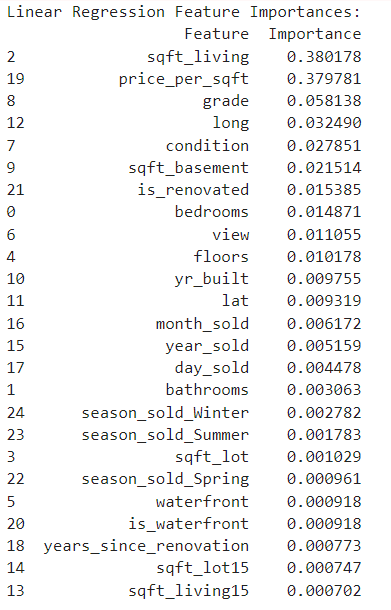 Linear Regression Feature Importances:
Feature Importance
2 sqft_living 0.380178
19 price_per_sqft 0.379781
8 grade 0.058138
12 long 0.032490
7 condition 0.027851
9 sqft_basement 0.021514
21 is_renovated 0.015385
0 bedrooms 0.014871
6 view 0.011055
4 floors 0.010178
10 yr_built 0.009755
11 lat 0.009319
16 month_sold 0.006172
15 year_sold 0.005159
17 day_sold 0.004478
1 bathrooms 0.003063
24 season_sold_Winter 0.002782
23 season_sold_Summer 0.001783
3 sqft_lot 0.001029
22 season_sold_Spring 0.000961
5 waterfront 0.000918
20 is_waterfront 0.000918
18 years_since_renovation 0.000773
14 sqft_lot15 0.000747
13 sqft_living15 0.000702